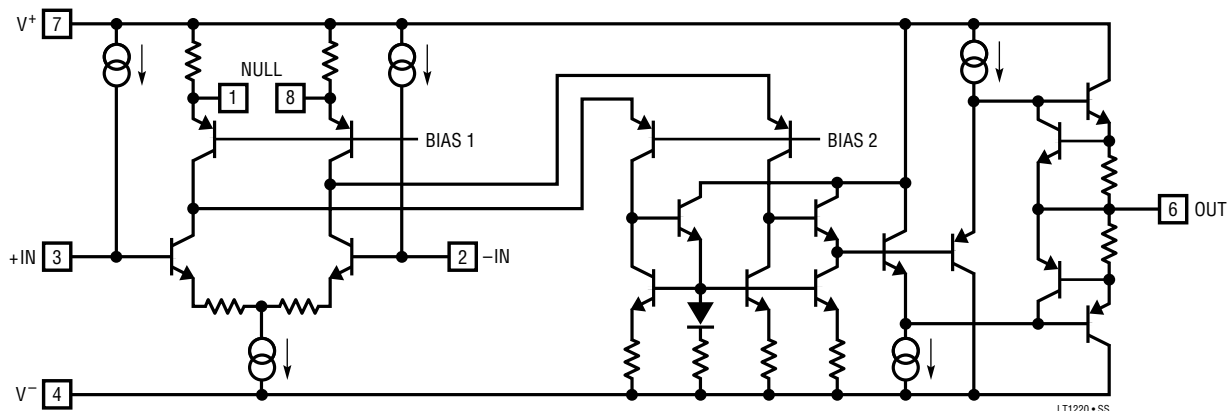 V+ 7
NULL
1 8
BIAS 1
BIAS 2
6 OUT
+IN 3
2 –IN
V– 4
LT1220 • SS